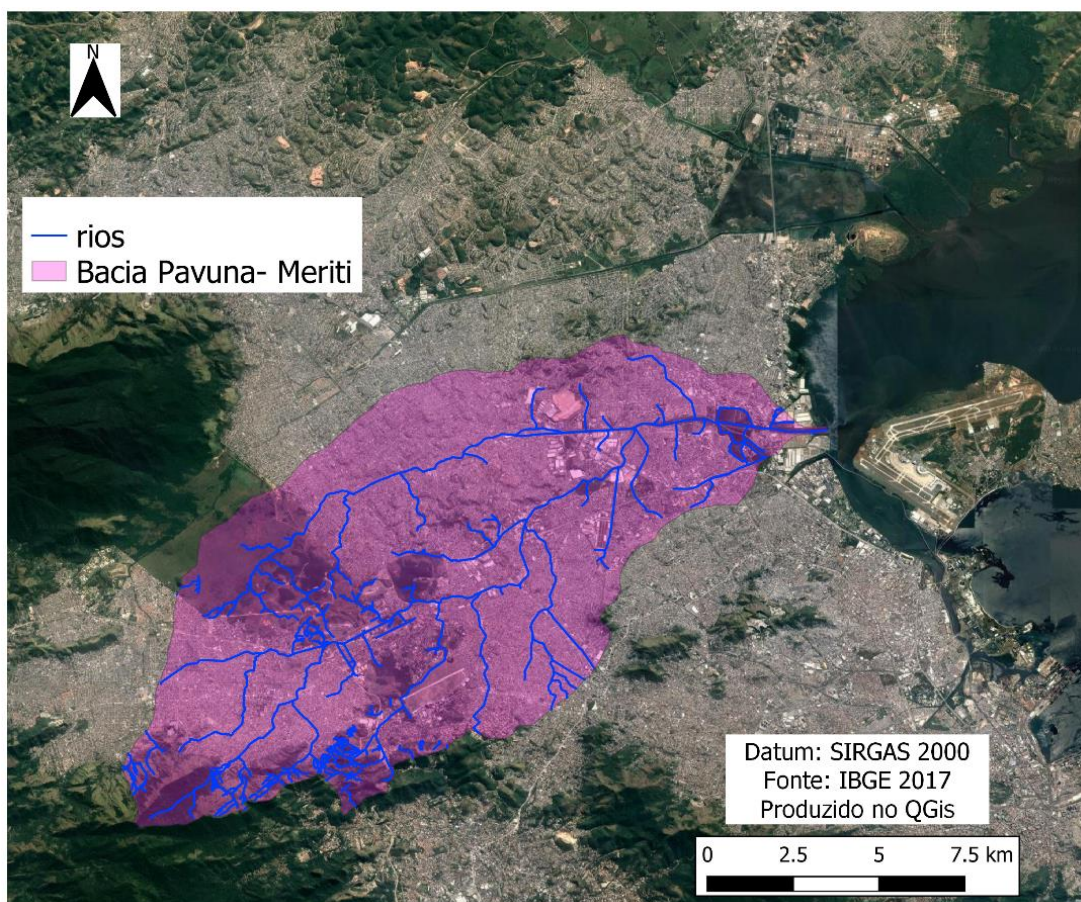 N
rios
Bacia Pavuna- Meriti
Datum: SIRGAS 2000
Fonte: IBGE 2017
Produzido no QGis
0 2.5 5 7.5 km